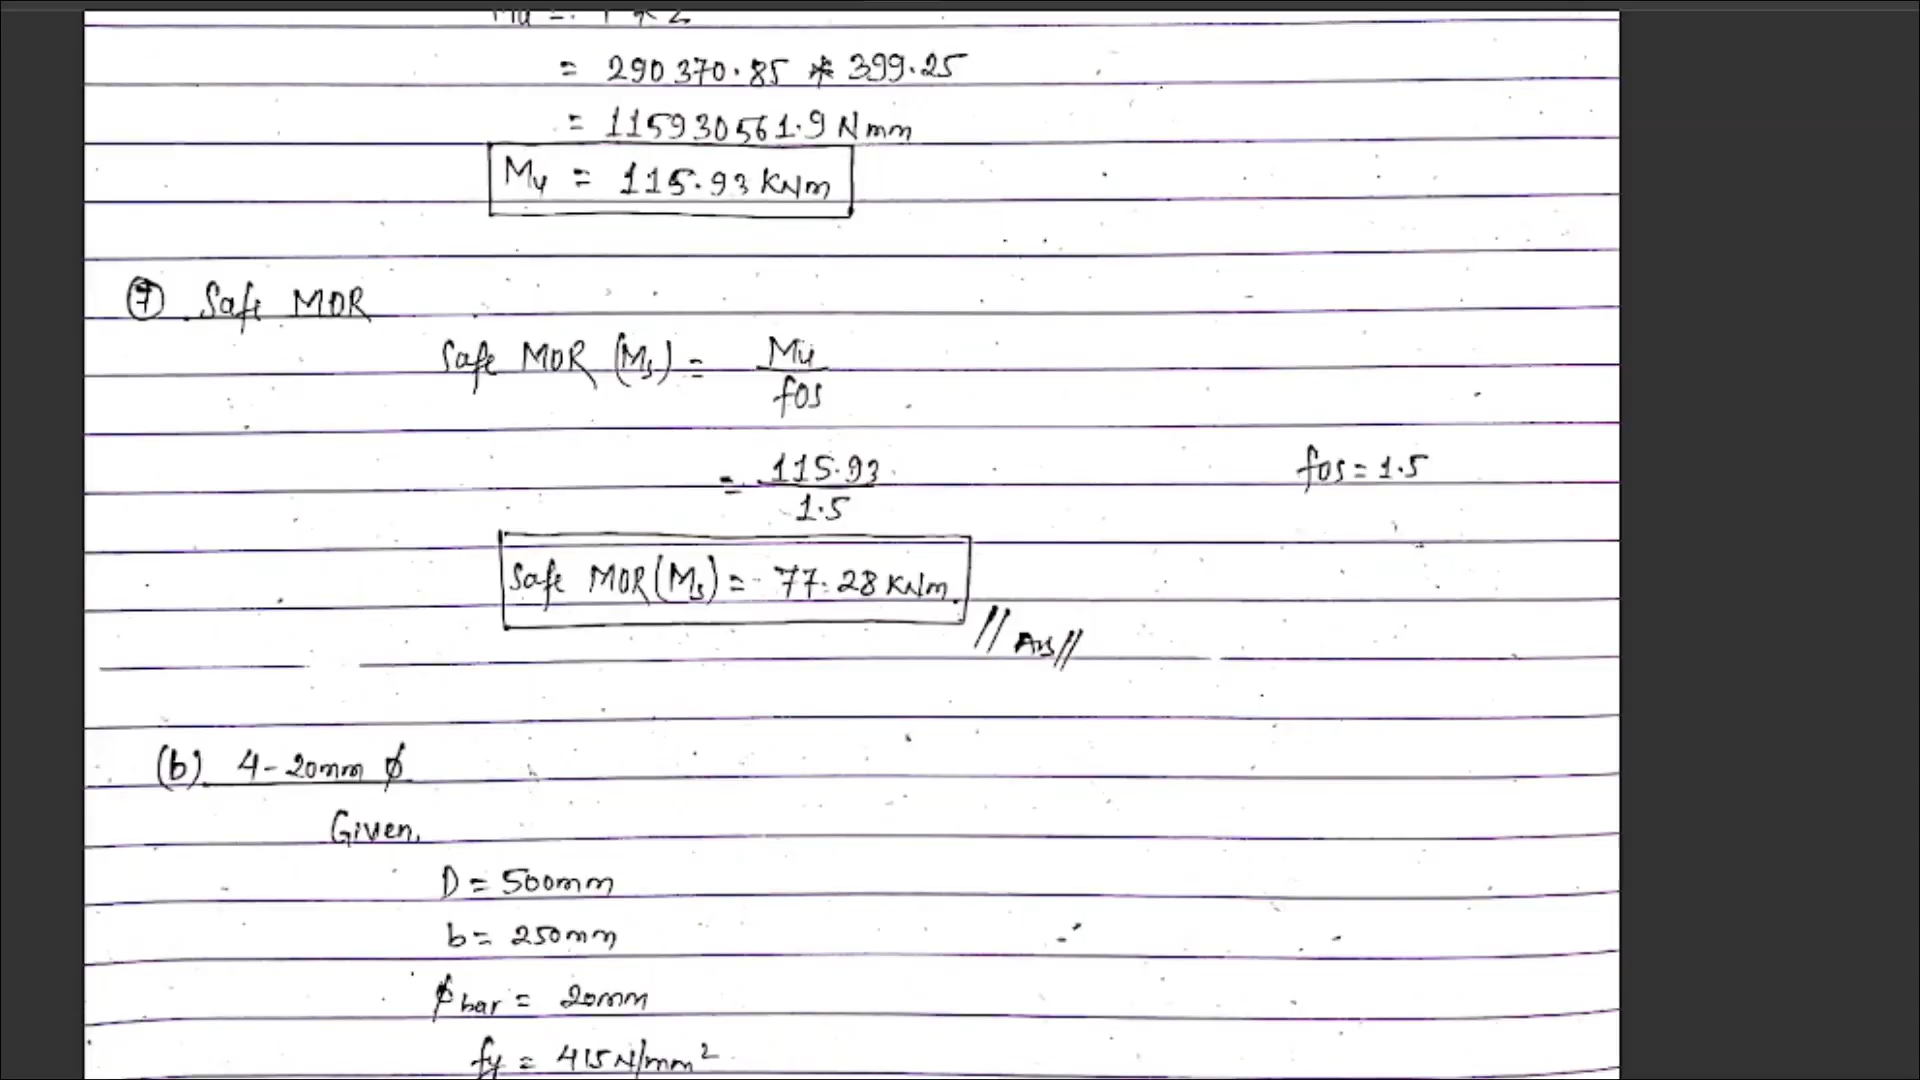 Mu = T * Z
= 290370.85 * 399.25
= 115930561.9 Nmm
Mu = 115.93 KNm
⑦ Safe MOR
Safe MOR (Ms) = Mu / fos
= 115.93 / 1.5 fos = 1.5
Safe MOR (Ms) = 77.28 KNm.
// Ans //
(b) 4 - 20mm ϕ
Given,
D = 500mm
b = 250mm
ϕ bar = 20mm
fy = 415 N/mm²